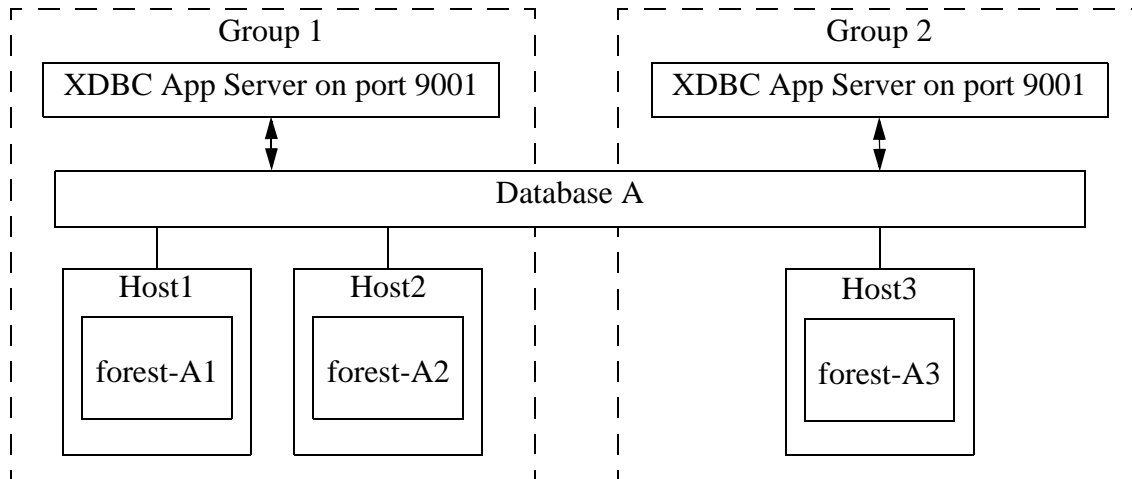 Group 1
Group 2
XDBC App Server on port 9001
XDBC App Server on port 9001
Database A
Host1
Host2
Host3
forest-A1
forest-A2
forest-A3